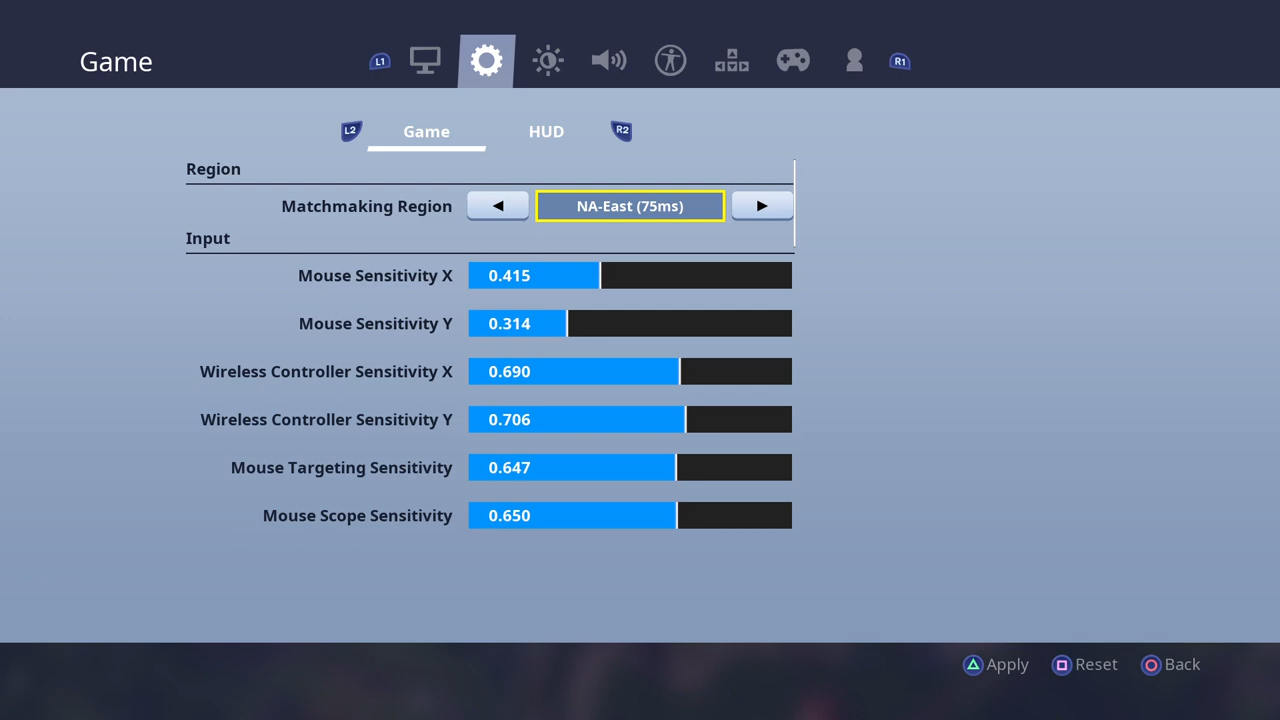 Game
L1
R1
L2 Game HUD R2
Region
Matchmaking Region NA-East (75ms)
Input
Mouse Sensitivity X 0.415
Mouse Sensitivity Y 0.314
Wireless Controller Sensitivity X 0.690
Wireless Controller Sensitivity Y 0.706
Mouse Targeting Sensitivity 0.647
Mouse Scope Sensitivity 0.650
Apply Reset Back